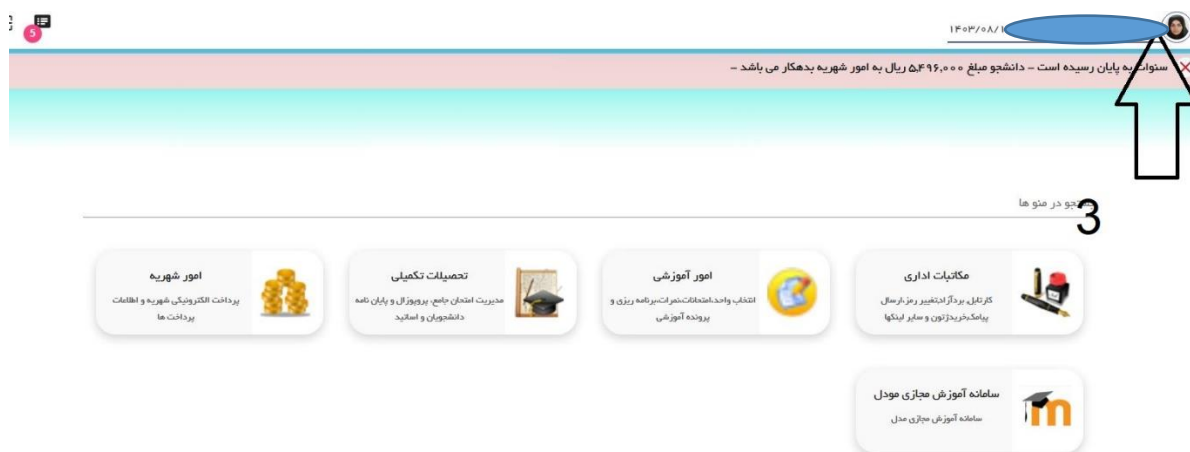 5
۱۴۰۳/۰۸/۱
سنوات به پایان رسیده است – دانشجو مبلغ ۵,۴۹۶,۰۰۰ ریال به امور شهریه بدهکار می باشد –
در منو ها
3
مکاتبات اداری
کارتابل، بردآزاد،تغییر رمز،ارسال
پیامک،خریدژتون و سایر لینکها
امور آموزشی
انتخاب واحد،امتحانات،نمرات،برنامه ریزی و
پرونده آموزشی
تحصیلات تکمیلی
مدیریت امتحان جامع، پروپوزال و پایان نامه
دانشجویان و اساتید
امور شهریه
پرداخت الکترونیکی شهریه و اطلاعات
پرداخت ها
سامانه آموزش مجازی مودل
سامانه آموزش مجازی مدل